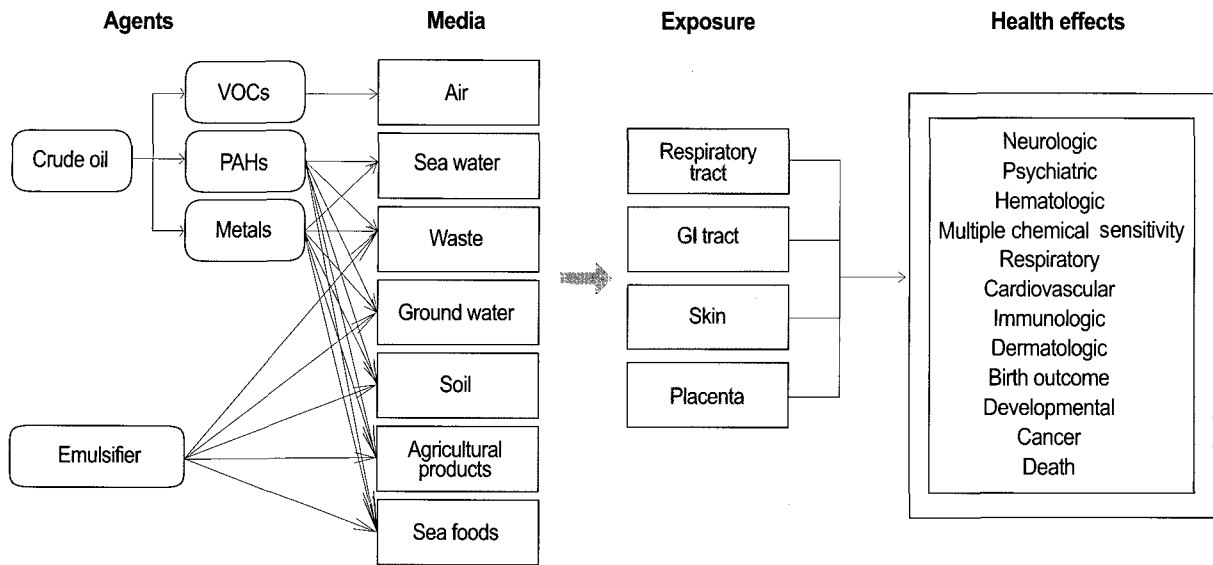 Agents
Media
Exposure
Health effects
Crude oil
VOCs
PAHs
Metals
Emulsifier
Air
Sea water
Waste
Ground water
Soil
Agricultural
products
Sea foods
Respiratory
tract
GI tract
Skin
Placenta
Neurologic
Psychiatric
Hematologic
Multiple chemical sensitivity
Respiratory
Cardiovascular
Immunologic
Dermatologic
Birth outcome
Developmental
Cancer
Death